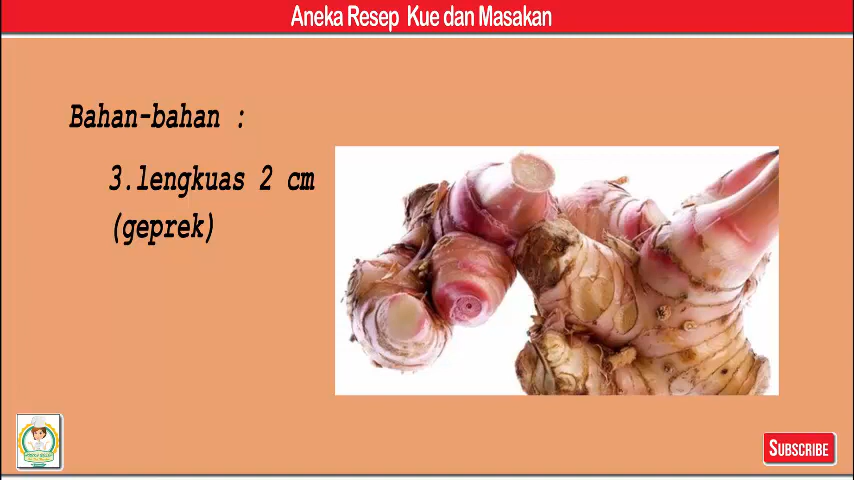 Aneka Resep Kue dan Masakan
Bahan-bahan :
3.lengkuas 2 cm
(geprek)
SUBSCRIBE